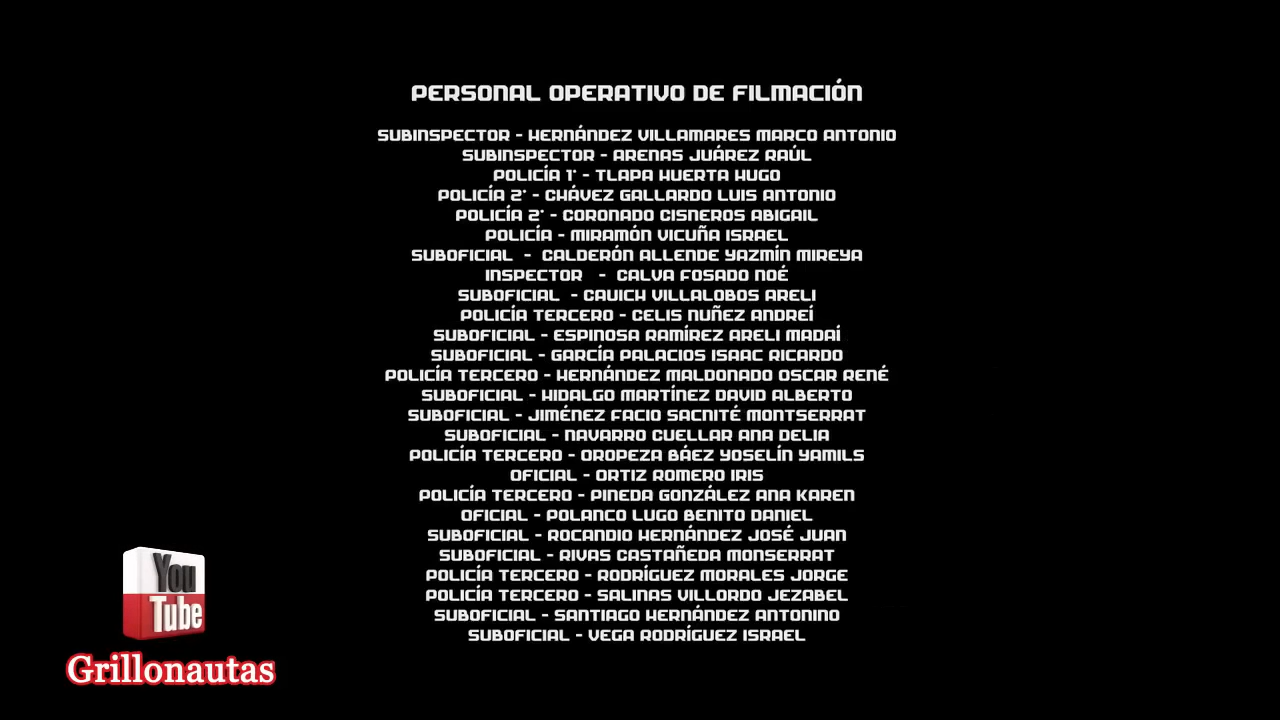 PERSONAL OPERATIVO DE FILMACIÓN
SUBINSPECTOR - HERNÁNDEZ VILLAMARES MARCO ANTONIO
SUBINSPECTOR - ARENAS JUÁREZ RAÚL
POLICÍA 1° - TLAPA HUERTA HUGO
POLICÍA 2° - CHÁVEZ GALLARDO LUIS ANTONIO
POLICÍA 2° - CORONADO CISNEROS ABIGAIL
POLICÍA - MIRAMÓN VICUÑA ISRAEL
SUBOFICIAL - CALDERÓN ALLENDE YAZMÍN MIREYA
INSPECTOR - CALVA FOSADO NOÉ
SUBOFICIAL - CAUICH VILLALOBOS ARELI
POLICÍA TERCERO - CELIS NUÑEZ ANDREÍ
SUBOFICIAL - ESPINOSA RAMÍREZ ARELI MADAÍ
SUBOFICIAL - GARCÍA PALACIOS ISAAC RICARDO
POLICÍA TERCERO - HERNÁNDEZ MALDONADO OSCAR RENÉ
SUBOFICIAL - HIDALGO MARTÍNEZ DAVID ALBERTO
SUBOFICIAL - JIMÉNEZ FACIO SACNITÉ MONTSERRAT
SUBOFICIAL - NAVARRO CUELLAR ANA DELIA
POLICÍA TERCERO - OROPEZA BÁEZ YOSELÍN YAMILS
OFICIAL - ORTIZ ROMERO IRIS
POLICÍA TERCERO - PINEDA GONZÁLEZ ANA KAREN
OFICIAL - POLANCO LUGO BENITO DANIEL
SUBOFICIAL - ROCANDIO HERNÁNDEZ JOSÉ JUAN
SUBOFICIAL - RIVAS CASTAÑEDA MONSERRAT
POLICÍA TERCERO - RODRÍGUEZ MORALES JORGE
POLICÍA TERCERO - SALINAS VILLORDO JEZABEL
SUBOFICIAL - SANTIAGO HERNÁNDEZ ANTONINO
SUBOFICIAL - VEGA RODRÍGUEZ ISRAEL
You
Tube
Grillonautas